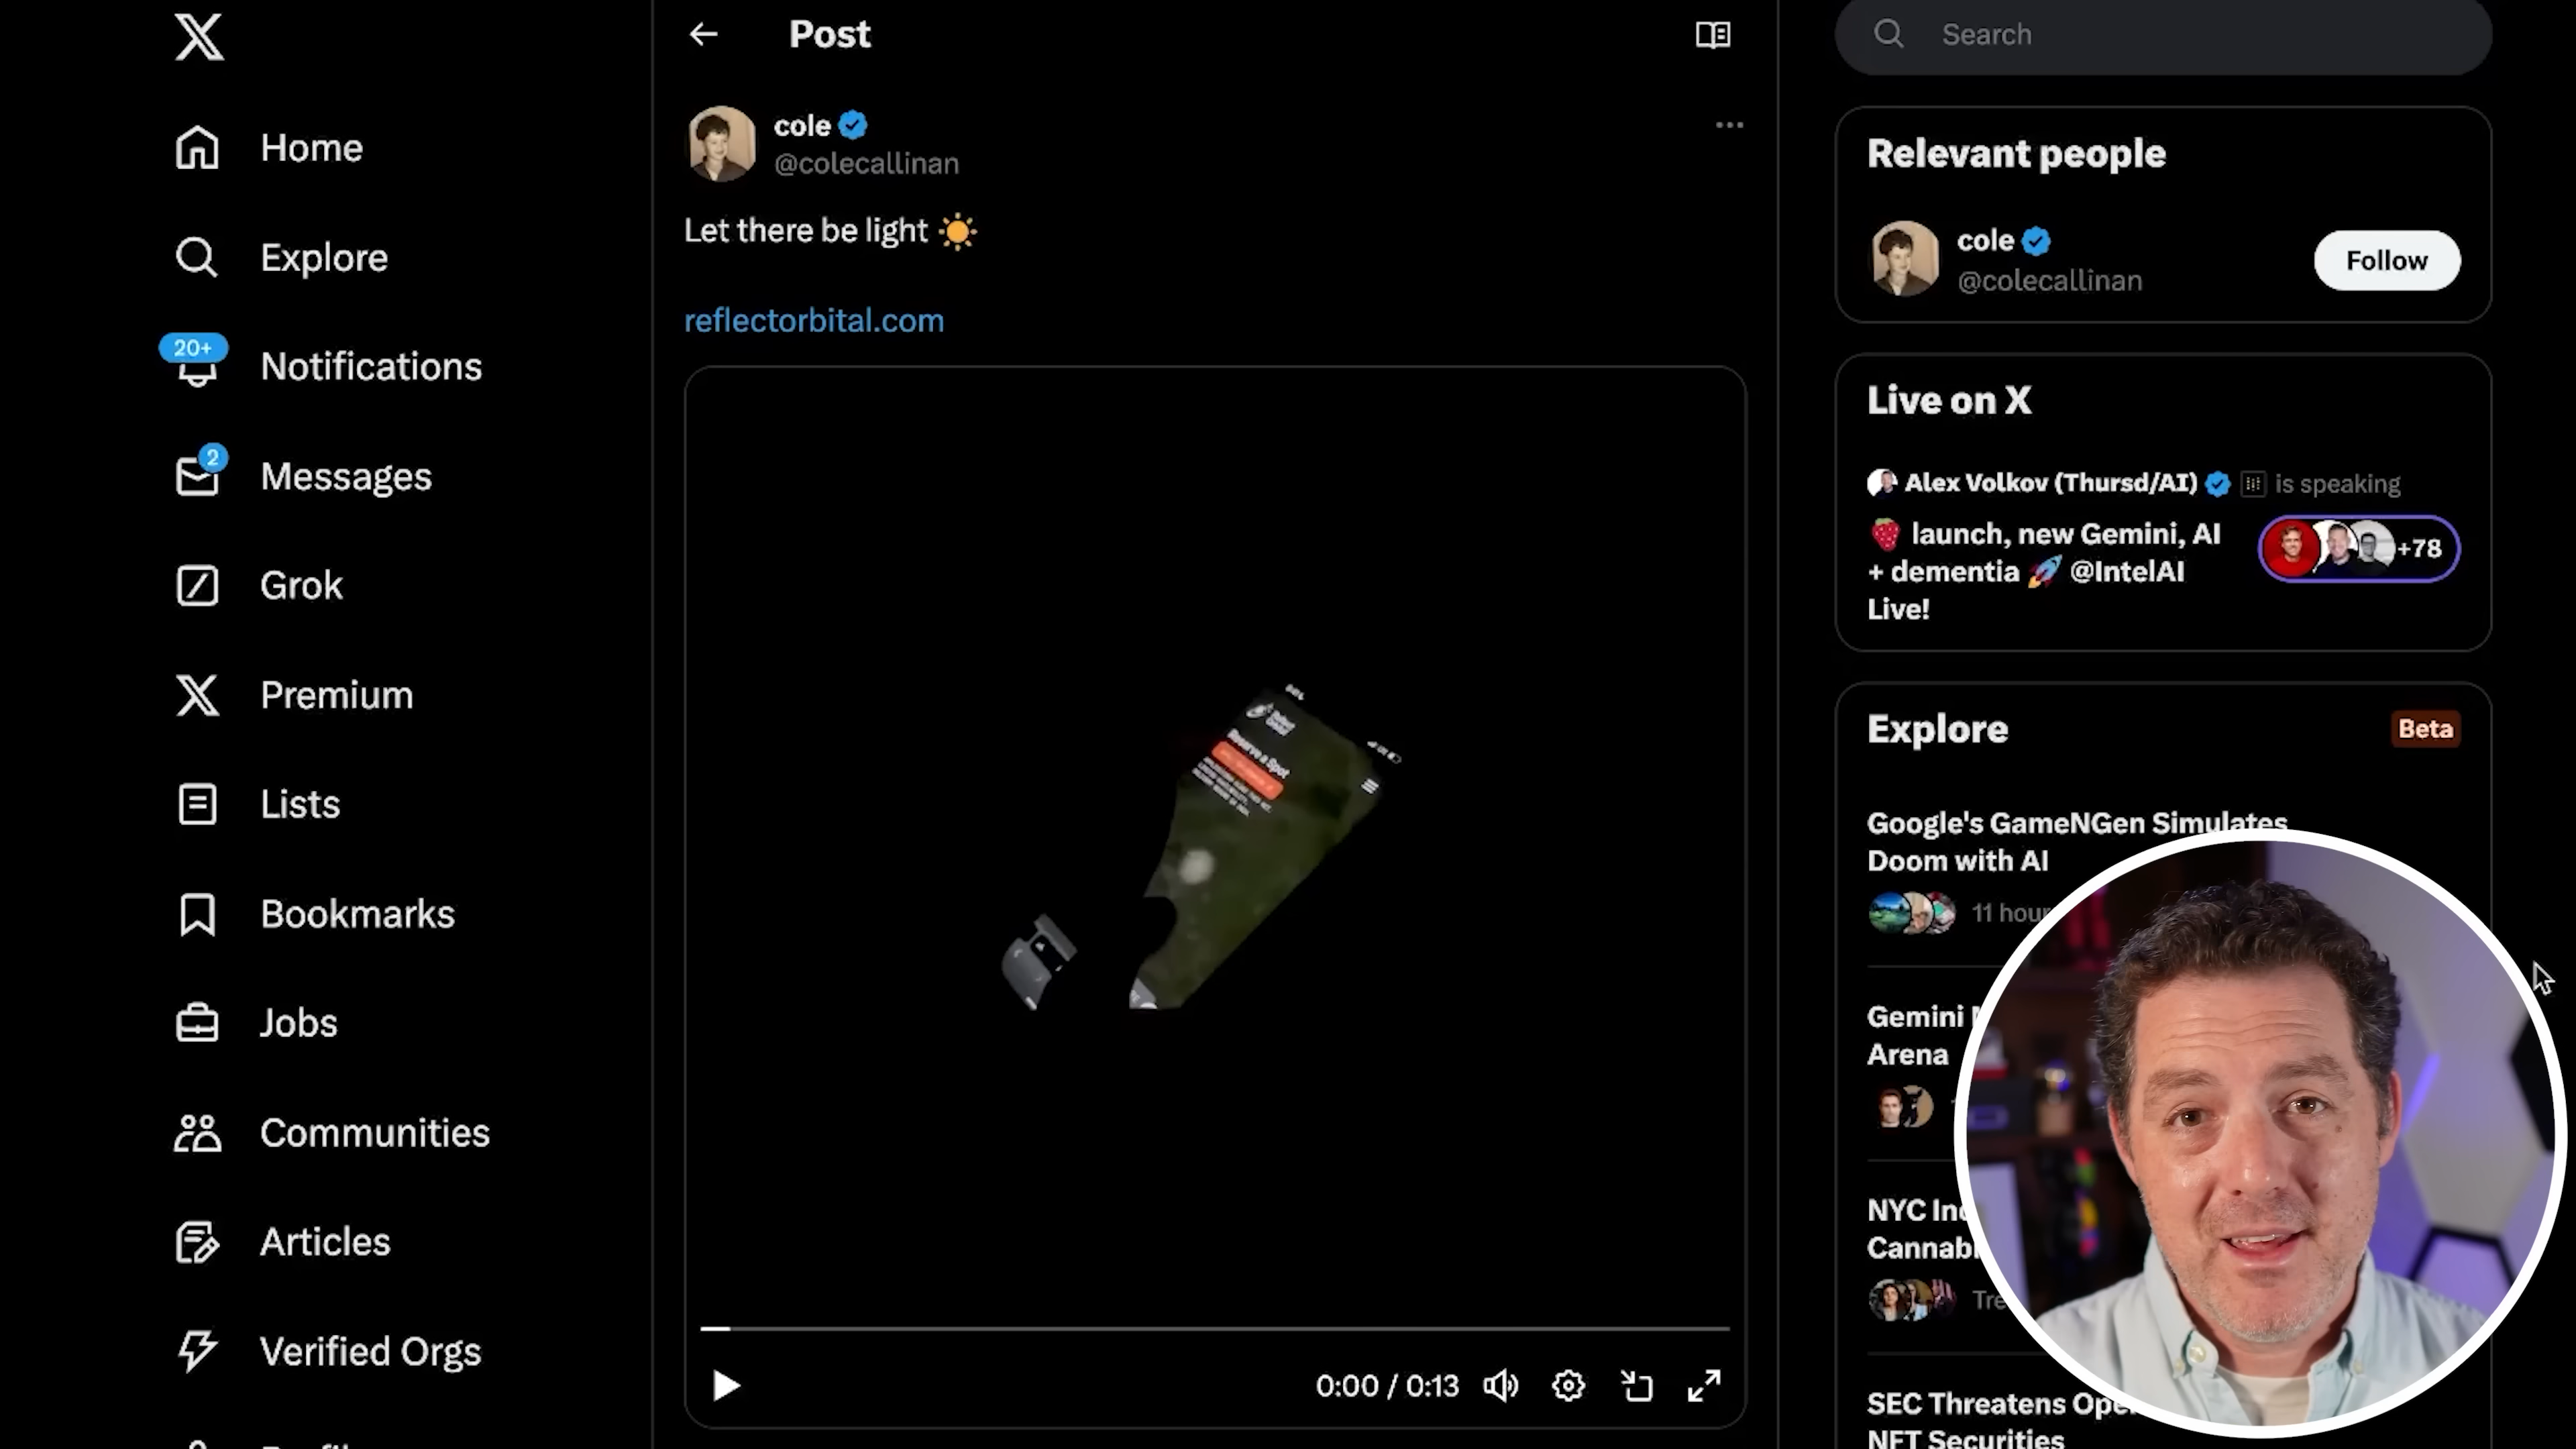 Home
Explore
20+
Notifications
2
Messages
Grok
Premium
Lists
Bookmarks
Jobs
Communities
Articles
Verified Orgs
Post
cole
@colecallinan
Let there be light ☀️
reflectorbital.com
Reserve a Spot
0:00 / 0:13
Search
Relevant people
cole
@colecallinan
Follow
Live on X
Alex Volkov (Thursd/AI) is speaking
🍓 launch, new Gemini, AI
+ dementia 🚀 @IntelAI
Live!
+78
Explore
Beta
Google's GameNGen Simulates
Doom with AI
11
Gemini
Arena
NYC
SEC Threatens
NFT Securities